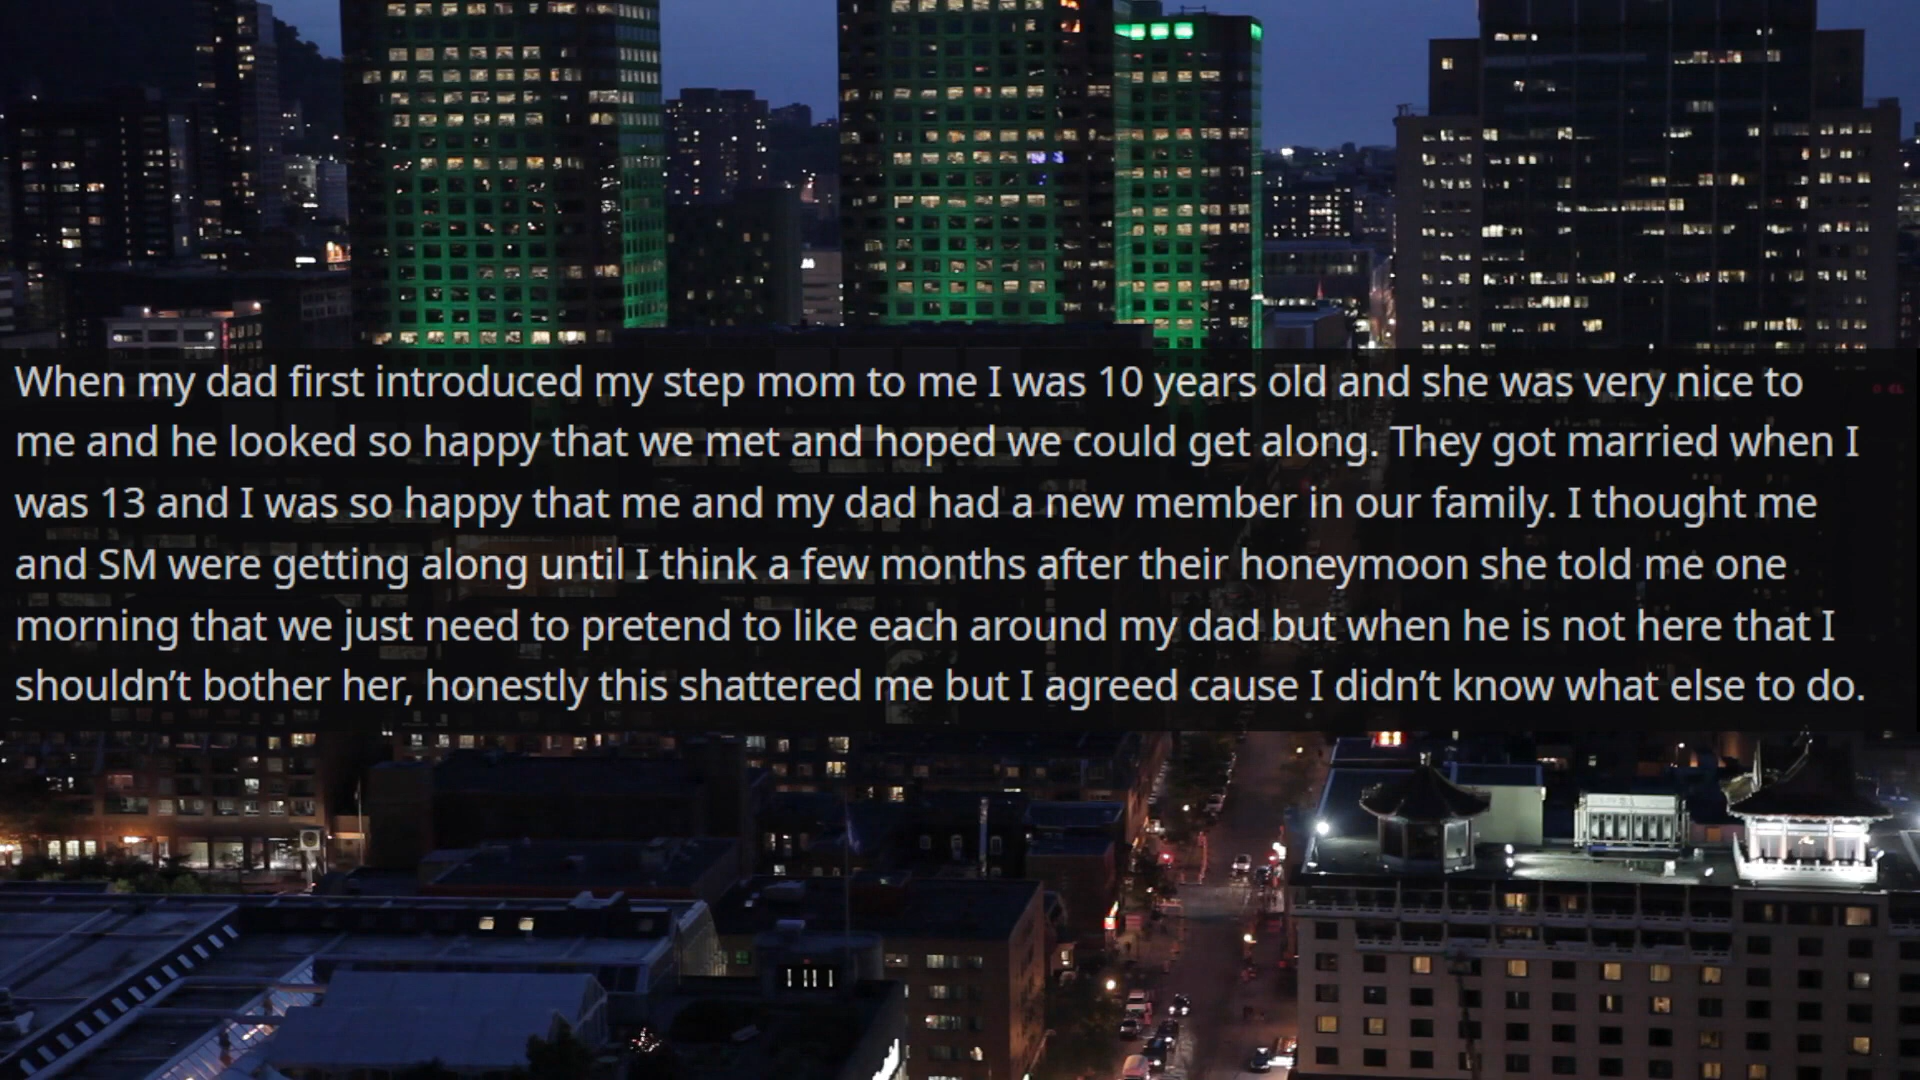 When my dad first introduced my step mom to me I was 10 years old and she was very nice to
me and he looked so happy that we met and hoped we could get along. They got married when I
was 13 and I was so happy that me and my dad had a new member in our family. I thought me
and SM were getting along until I think a few months after their honeymoon she told me one
morning that we just need to pretend to like each around my dad but when he is not here that I
shouldn’t bother her, honestly this shattered me but I agreed cause I didn’t know what else to do.